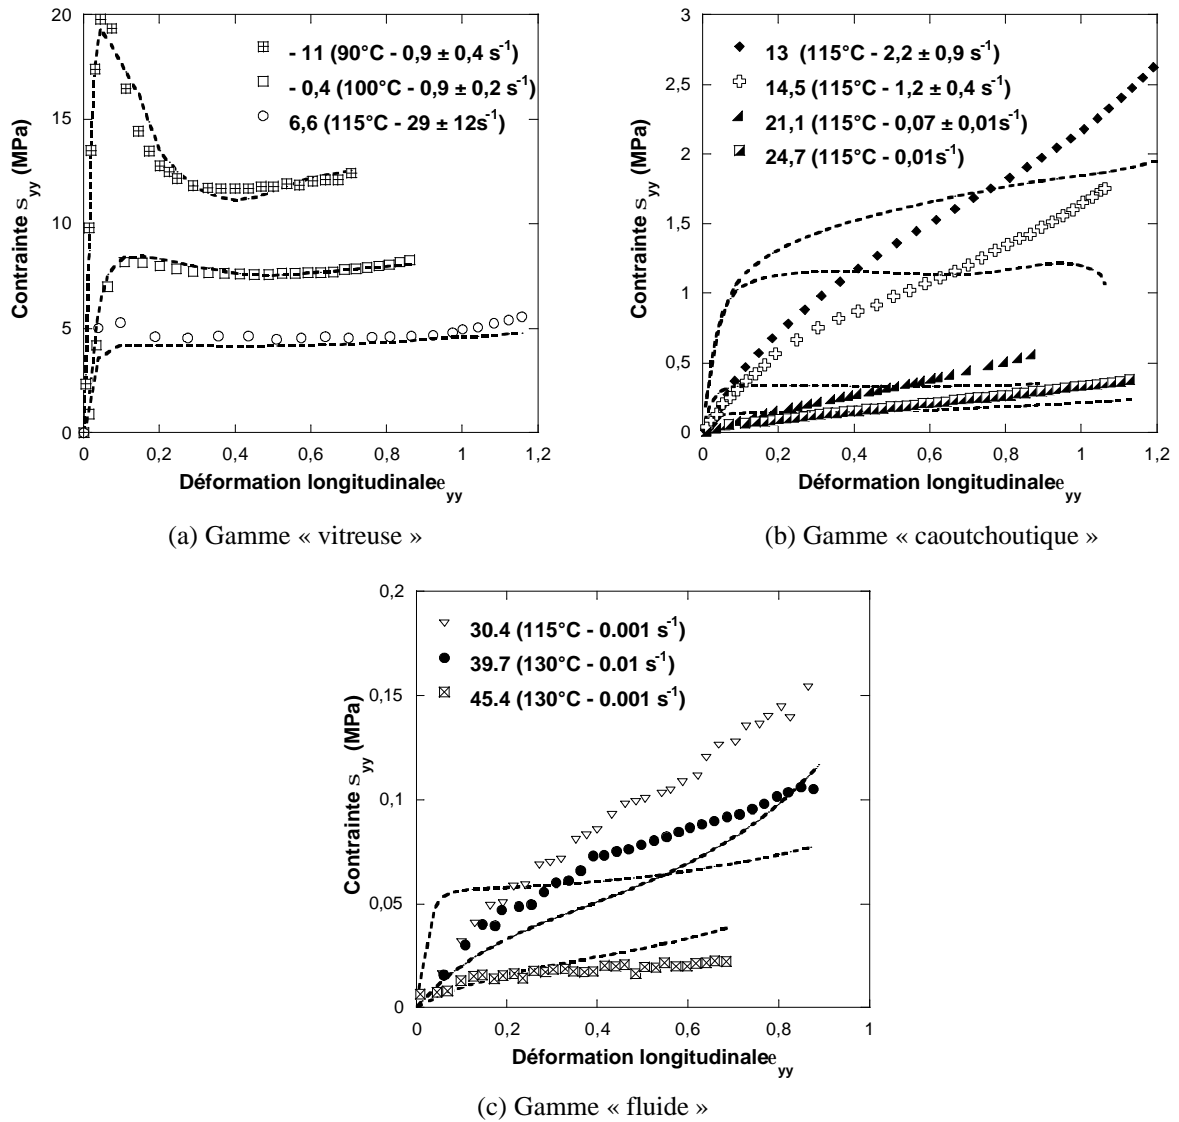 20
15
10
5
0
Contrainte s yy (MPa)
- 11 (90°C - 0,9 ± 0,4 s-1)
- 0,4 (100°C - 0,9 ± 0,2 s-1)
6,6 (115°C - 29 ± 12s-1)
0 0,2 0,4 0,6 0,8 1 1,2
Déformation longitudinalee yy
(a) Gamme « vitreuse »
3
2,5
2
1,5
1
0,5
0
Contrainte s yy (MPa)
13 (115°C - 2,2 ± 0,9 s-1)
14,5 (115°C - 1,2 ± 0,4 s-1)
21,1 (115°C - 0,07 ± 0,01s-1)
24,7 (115°C - 0,01s-1)
0 0,2 0,4 0,6 0,8 1 1,2
Déformation longitudinalee yy
(b) Gamme « caoutchoutique »
0,2
0,15
0,1
0,05
0
Contrainte s yy (MPa)
30.4 (115°C - 0.001 s-1)
39.7 (130°C - 0.01 s-1)
45.4 (130°C - 0.001 s-1)
0 0,2 0,4 0,6 0,8 1
Déformation longitudinalee yy
(c) Gamme « fluide »